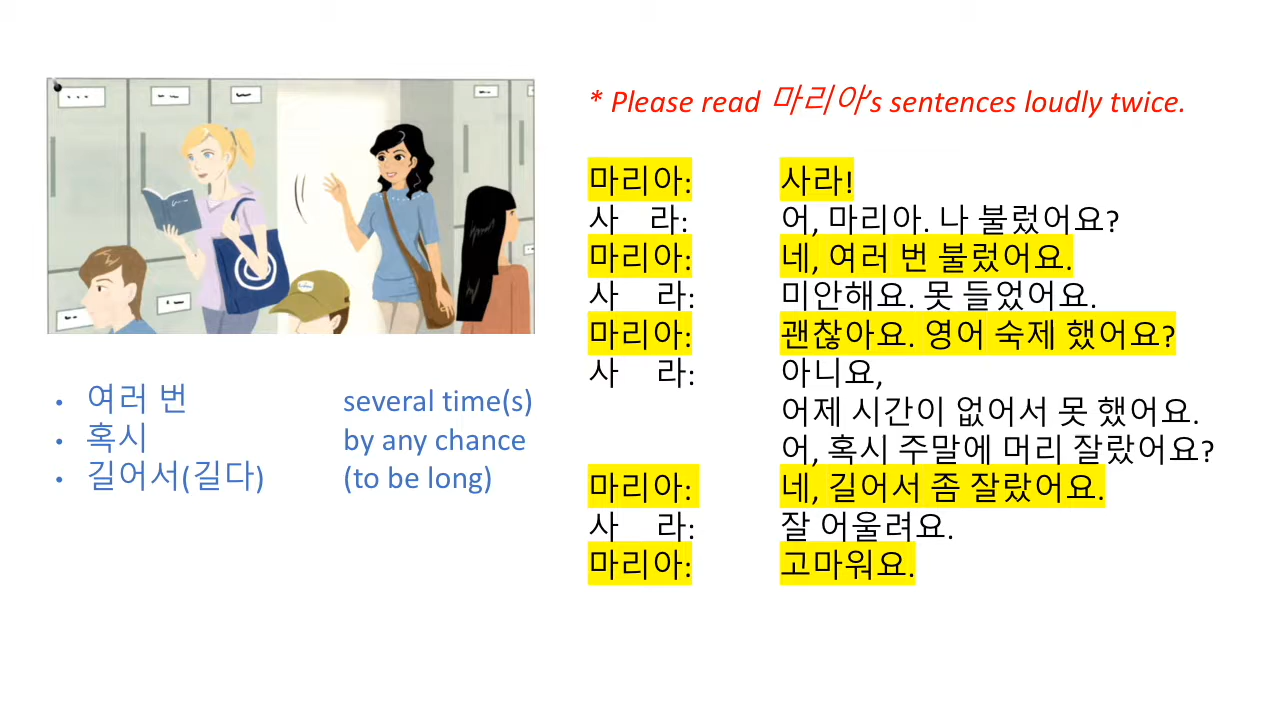 * Please read 마리아's sentences loudly twice.
마리아: 사라!
사 라: 어, 마리아. 나 불렀어요?
마리아: 네, 여러 번 불렀어요.
사 라: 미안해요. 못 들었어요.
마리아: 괜찮아요. 영어 숙제 했어요?
사 라: 아니요,
어제 시간이 없어서 못 했어요.
어, 혹시 주말에 머리 잘랐어요?
마리아: 네, 길어서 좀 잘랐어요.
사 라: 잘 어울려요.
마리아: 고마워요.
• 여러 번 several time(s)
• 혹시 by any chance
• 길어서(길다) (to be long)